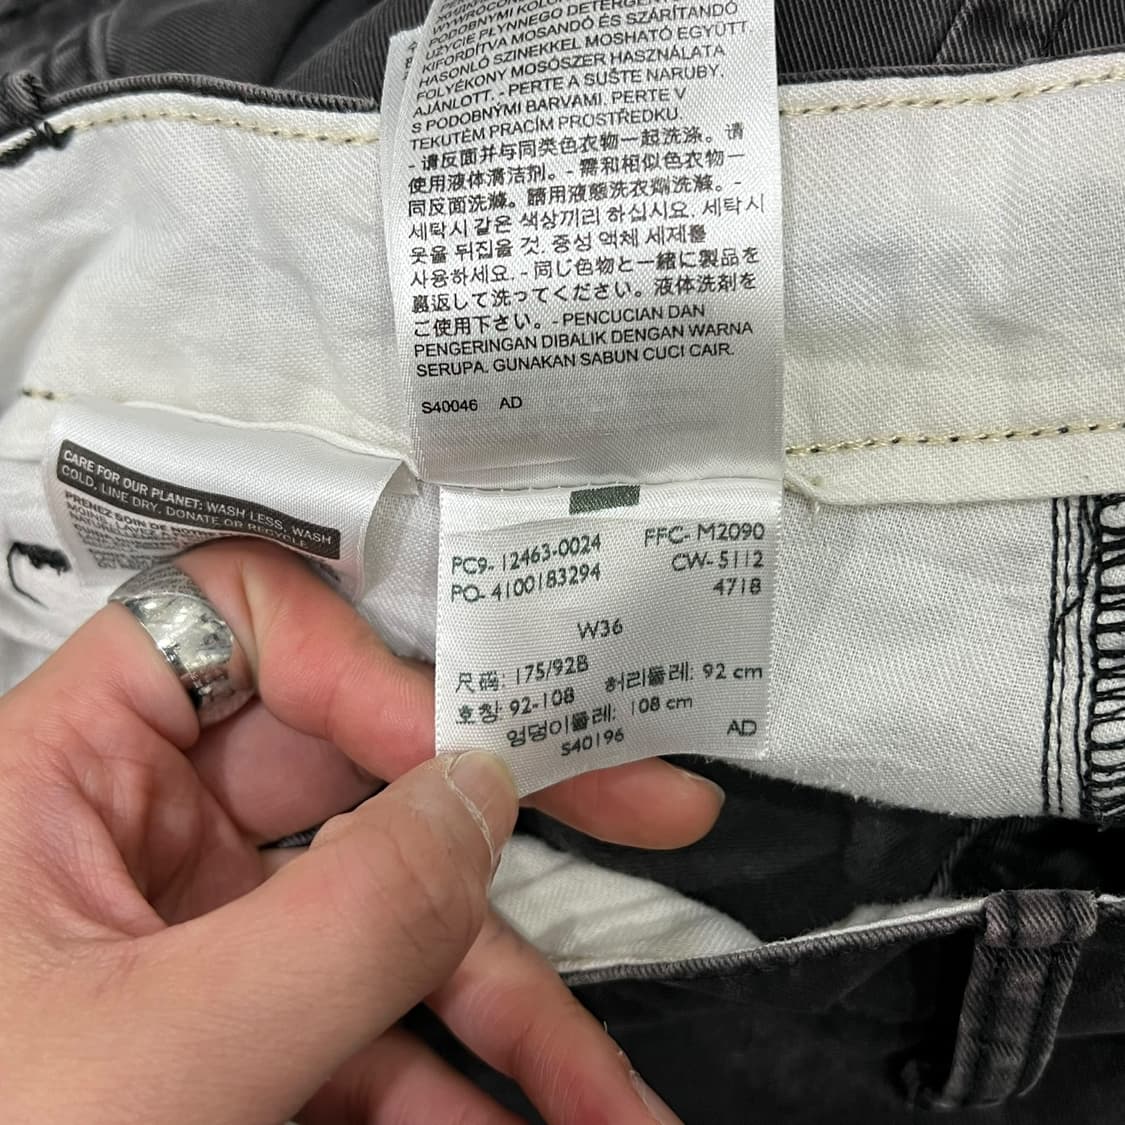 WYWRÓCONE
PODOBNYMI
UŻYCIE PŁYNNEGO
KIFORDÍTVA MOSANDÓ ÉS SZÁRÍTANDÓ
HASONLÓ SZINEKKEL MOSHATÓ EGYÜTT
FOLYÉKONY MOSÓSZER HASZNÁLATA
AJÁNLOTT. - PERTE A SUŠTE NARUBY.
S PODOBNÝMI BARVAMI. PERTE V
TEKUTÉM PRACÍM PROSTŘEDKU.
- 请反面并与同类色衣物一起洗涤。请
使用液体清洁剂。- 需和相似色衣物一
同反面洗滌。請用液態洗衣劑洗滌。-
세탁시 같은 색상끼리 하십시요. 세탁시
옷을 뒤집을 것. 중성 액체 세제를
사용하세요. - 同じ色物と一緒に製品を
裏返して洗ってください。液体洗剤を
ご使用下さい。- PENCUCIAN DAN
PENGERINGAN DIBALIK DENGAN WARNA
SERUPA. GUNAKAN SABUN CUCI CAIR.
S40046 AD
CARE FOR OUR PLANET: WASH LESS, WASH
COLD, LINE DRY, DONATE OR RECYCLE.
PRENEZ SOIN DE
PC9- 12463-0024 FFC- M2090
PO- 4100183294 CW- 5112
4718
W36
尺码: 175/92B
허리둘레: 92 cm
호칭 92-108
엉덩이둘레: 108 cm
S40196
AD